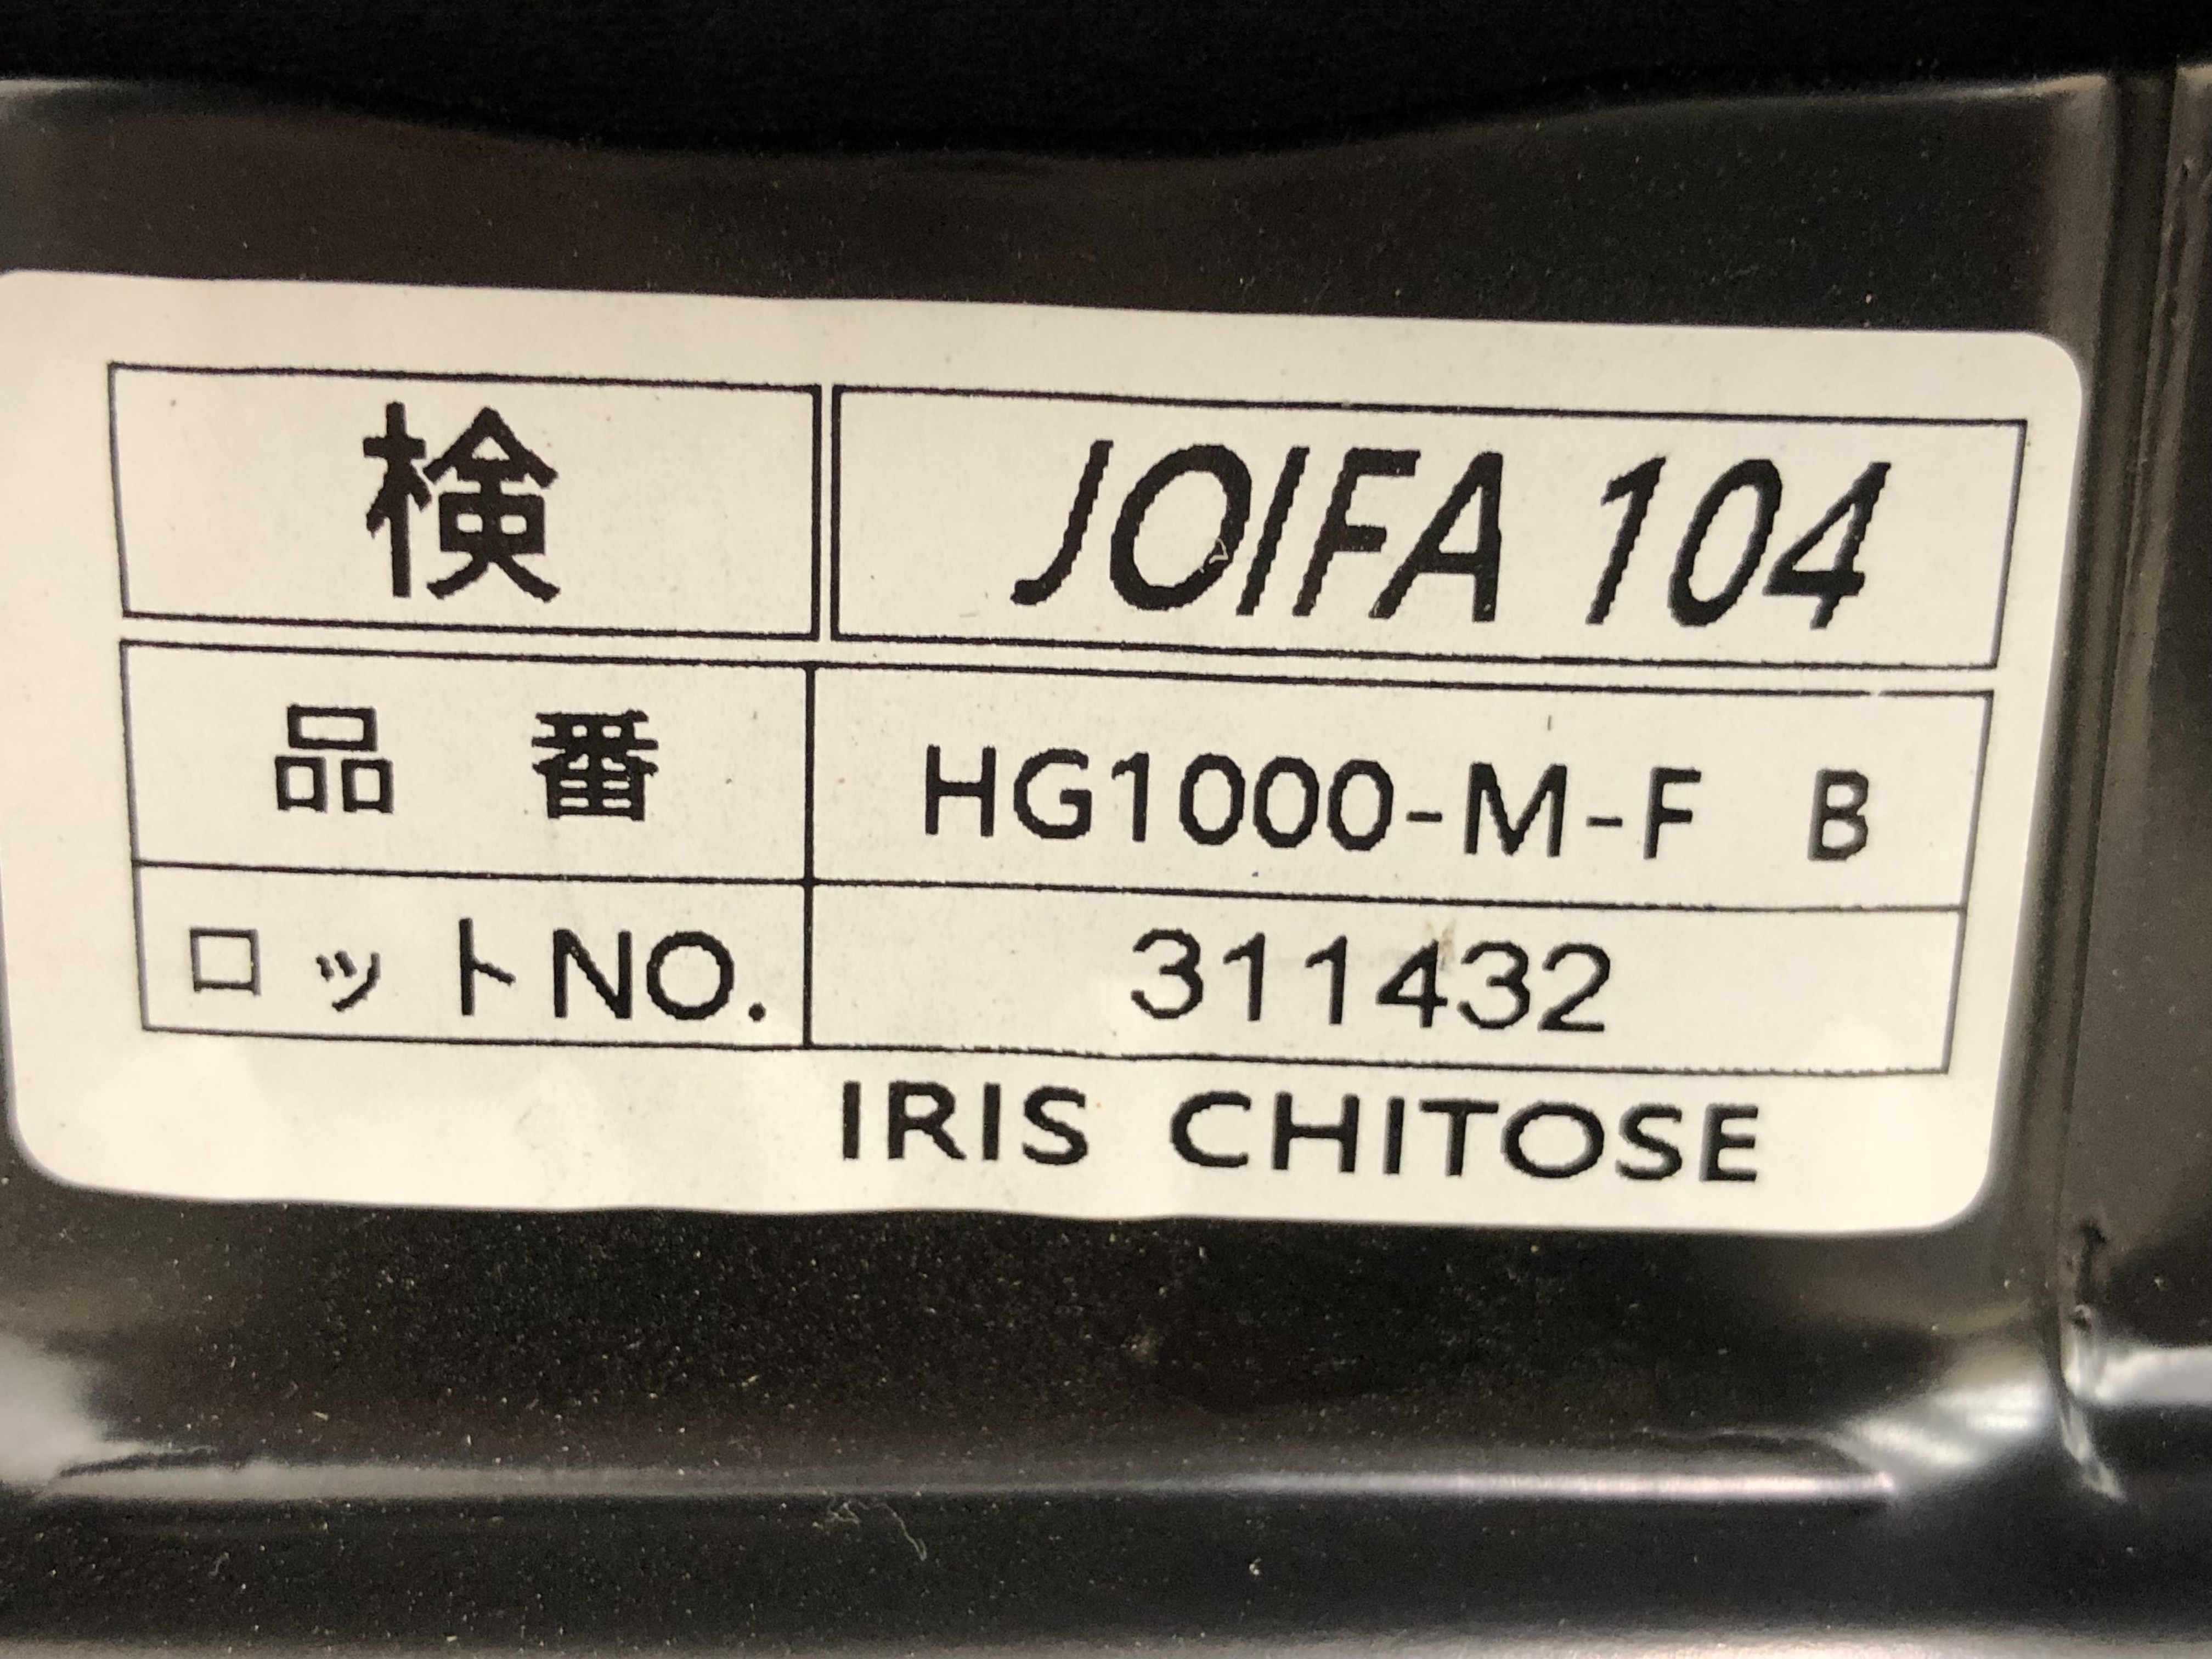 検 JOIFA 104
品 番 HG1000-M-F B
ロットNO. 311432
IRIS CHITOSE